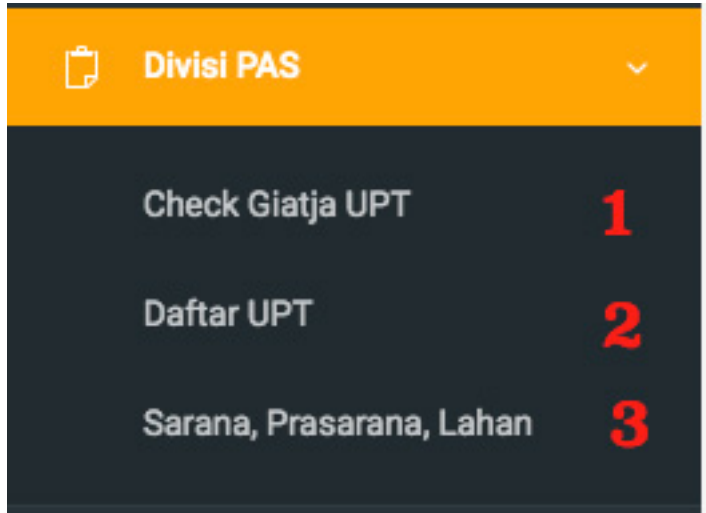 Divisi PAS
Check Giatja UPT 1
Daftar UPT 2
Sarana, Prasarana, Lahan 3